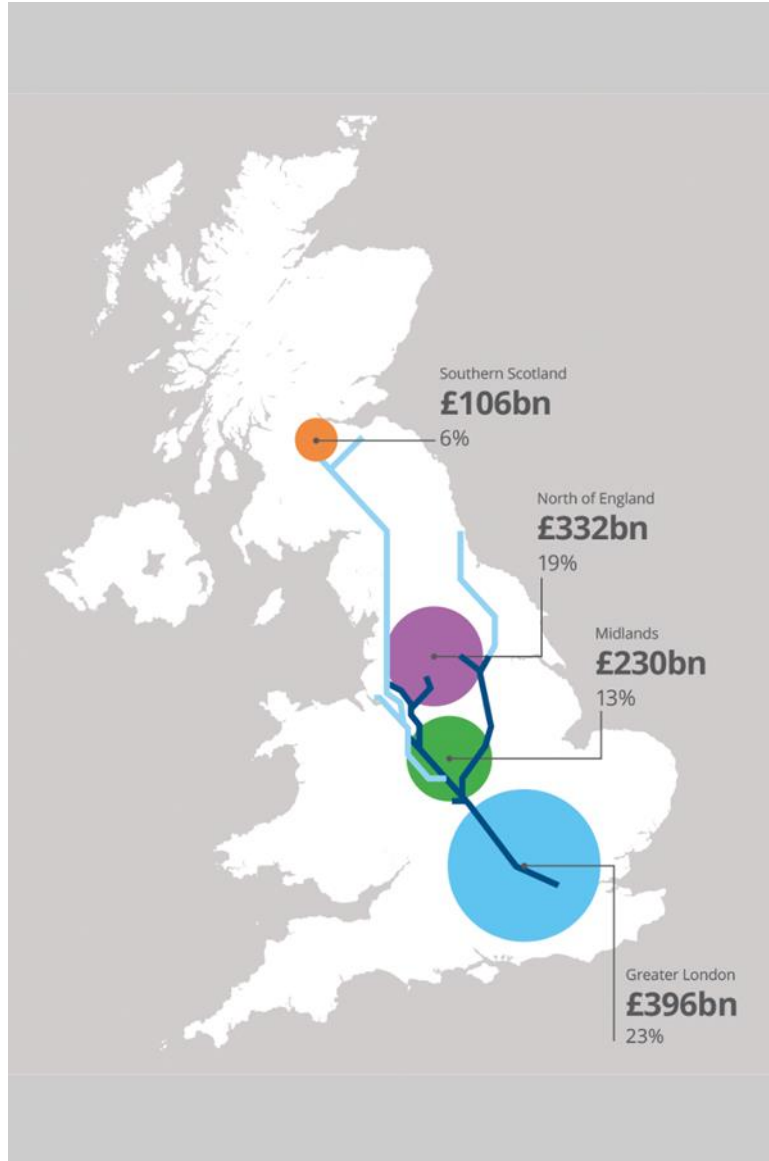 Southern Scotland
£106bn
6%
North of England
£332bn
19%
Midlands
£230bn
13%
Greater London
£396bn
23%